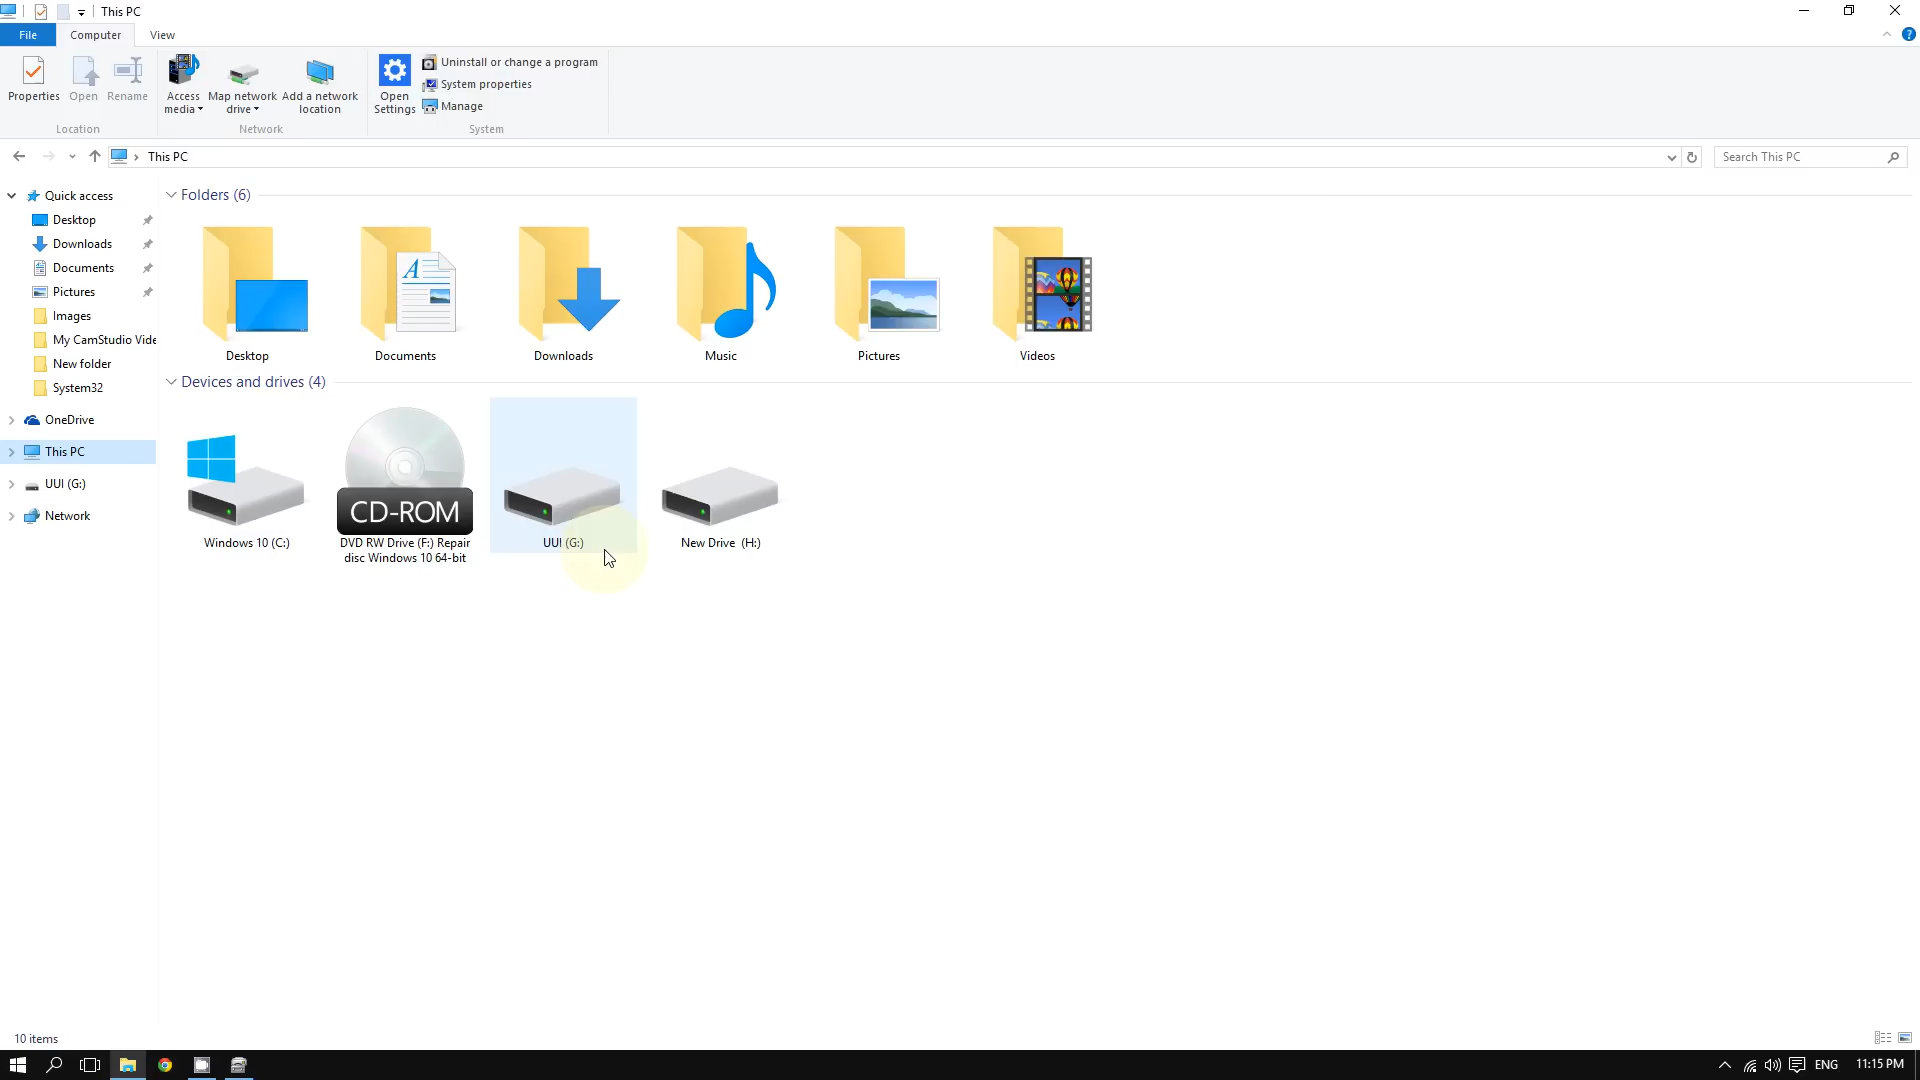 This PC
File
Computer
View
Properties
Open
Rename
Access
media
Map network
drive
Add a network
location
Open
Settings
Uninstall or change a program
System properties
Manage
Location
Network
System
This PC
Search This PC
Quick access
Desktop
Downloads
Documents
Pictures
Images
My CamStudio Vide
New folder
System32
OneDrive
This PC
UUI (G:)
Network
Folders (6)
Desktop
Documents
Downloads
Music
Pictures
Videos
Devices and drives (4)
Windows 10 (C:)
CD-ROM
DVD RW Drive (F:) Repair
disc Windows 10 64-bit
UUI (G:)
New Drive (H:)
10 items
ENG
11:15 PM